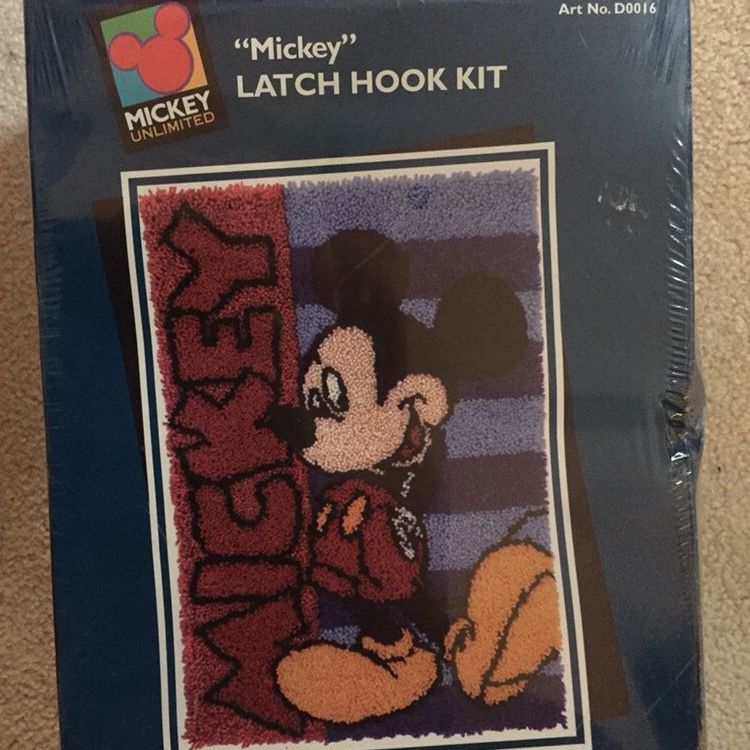 Art No. D0016
"Mickey"
LATCH HOOK KIT
MICKEY
UNLIMITED
MICKEY